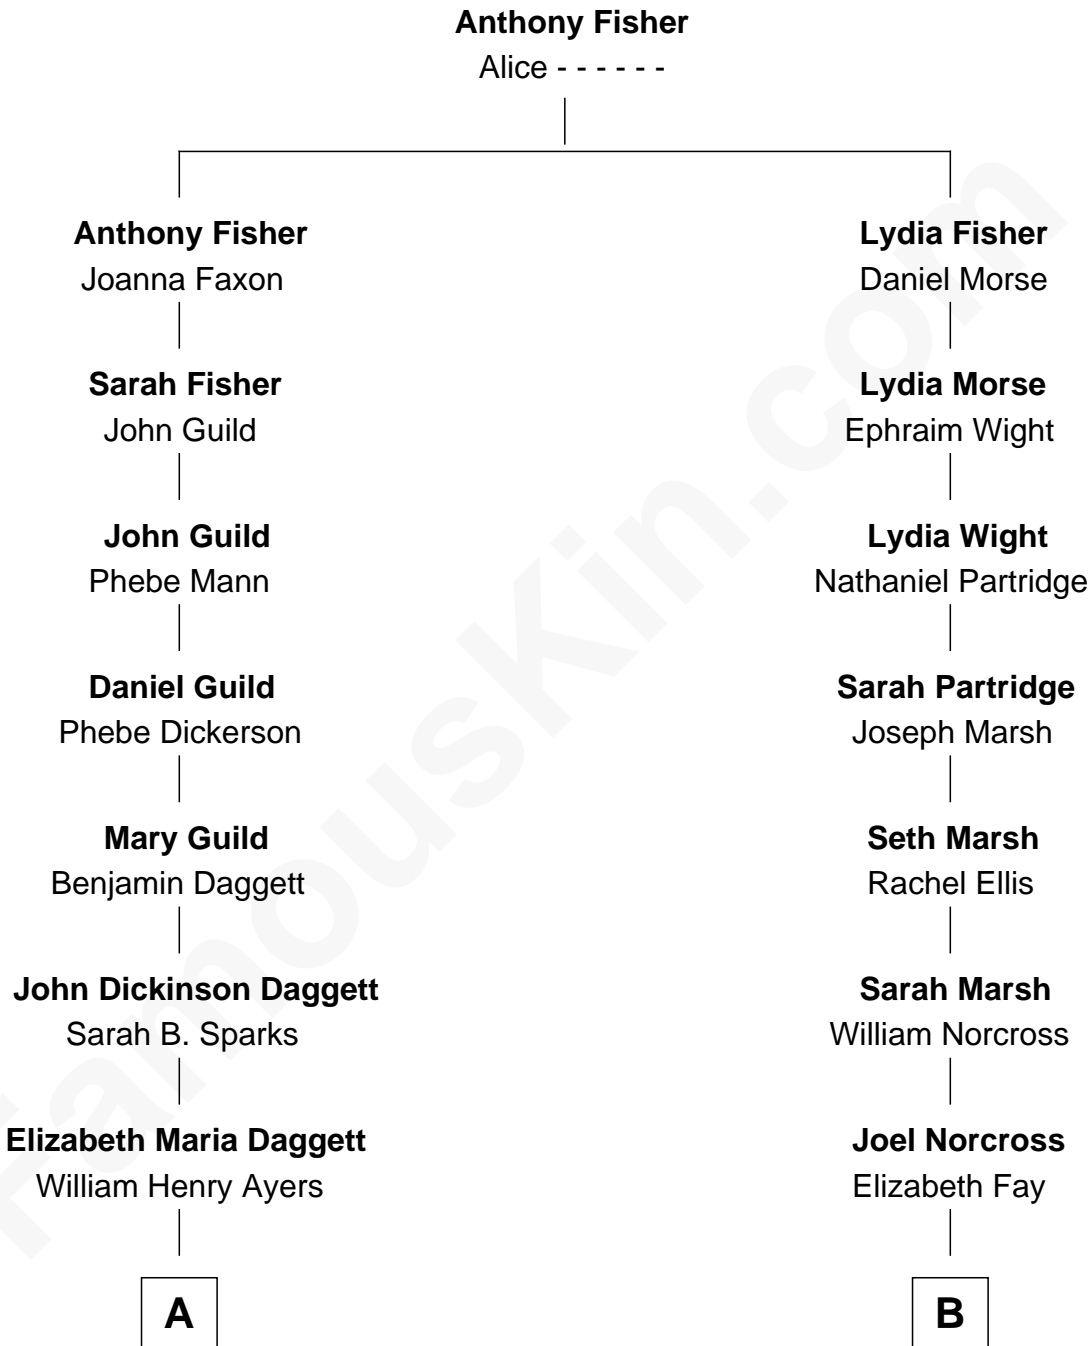 Anthony Fisher
Alice - - - - - -
Anthony Fisher
Joanna Faxon
Lydia Fisher
Daniel Morse
Sarah Fisher
John Guild
Lydia Morse
Ephraim Wight
John Guild
Phebe Mann
Lydia Wight
Nathaniel Partridge
Daniel Guild
Phebe Dickerson
Sarah Partridge
Joseph Marsh
Mary Guild
Benjamin Daggett
Seth Marsh
Rachel Ellis
John Dickinson Daggett
Sarah B. Sparks
Sarah Marsh
William Norcross
Elizabeth Maria Daggett
William Henry Ayers
Joel Norcross
Elizabeth Fay
A
B
FamousKin.com